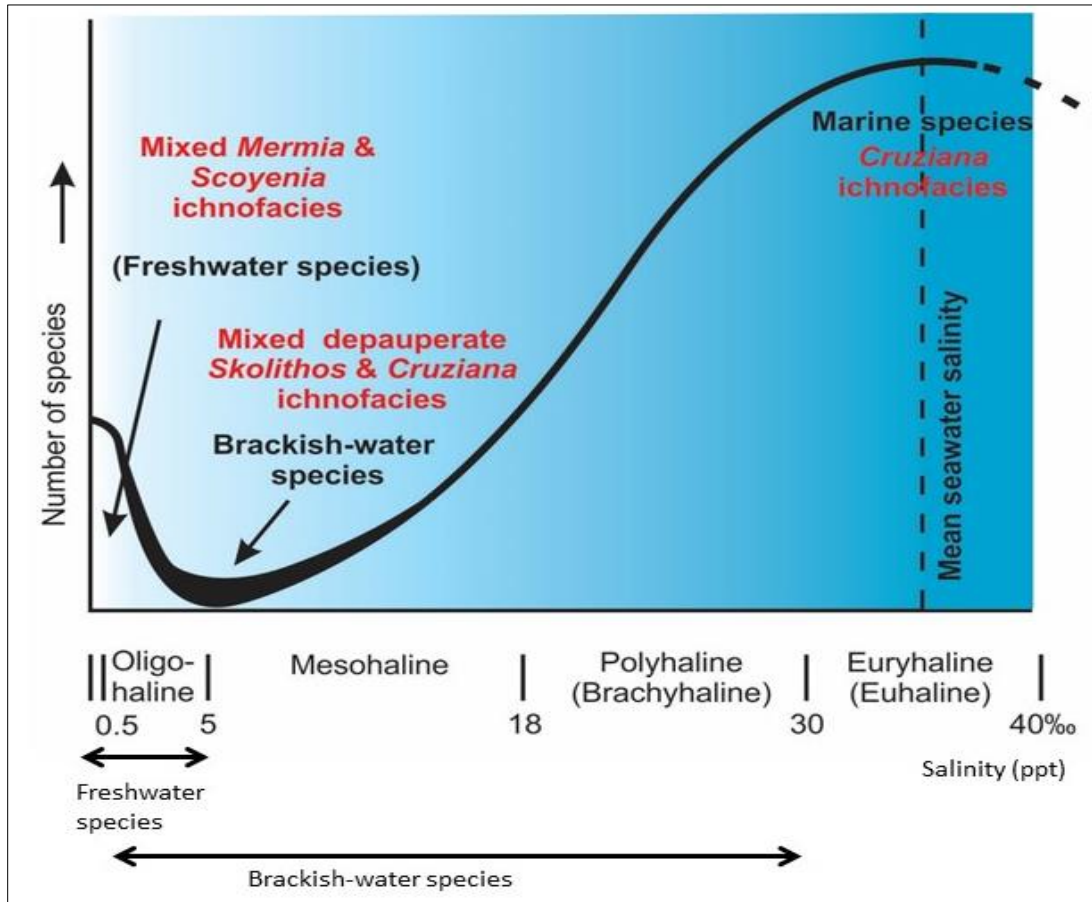 Number of species
Mixed Mermia &
Scoyenia
ichnofacies
(Freshwater species)
Mixed depauperate
Skolithos & Cruziana
ichnofacies
Brackish-water
species
Marine species
Cruziana
ichnofacies
Mean seawater salinity
Oligo-
haline
Mesohaline
Polyhaline
(Brachyhaline)
Euryhaline
(Euhaline)
0.5 5 18 30 40‰
Salinity (ppt)
Freshwater
species
Brackish-water species